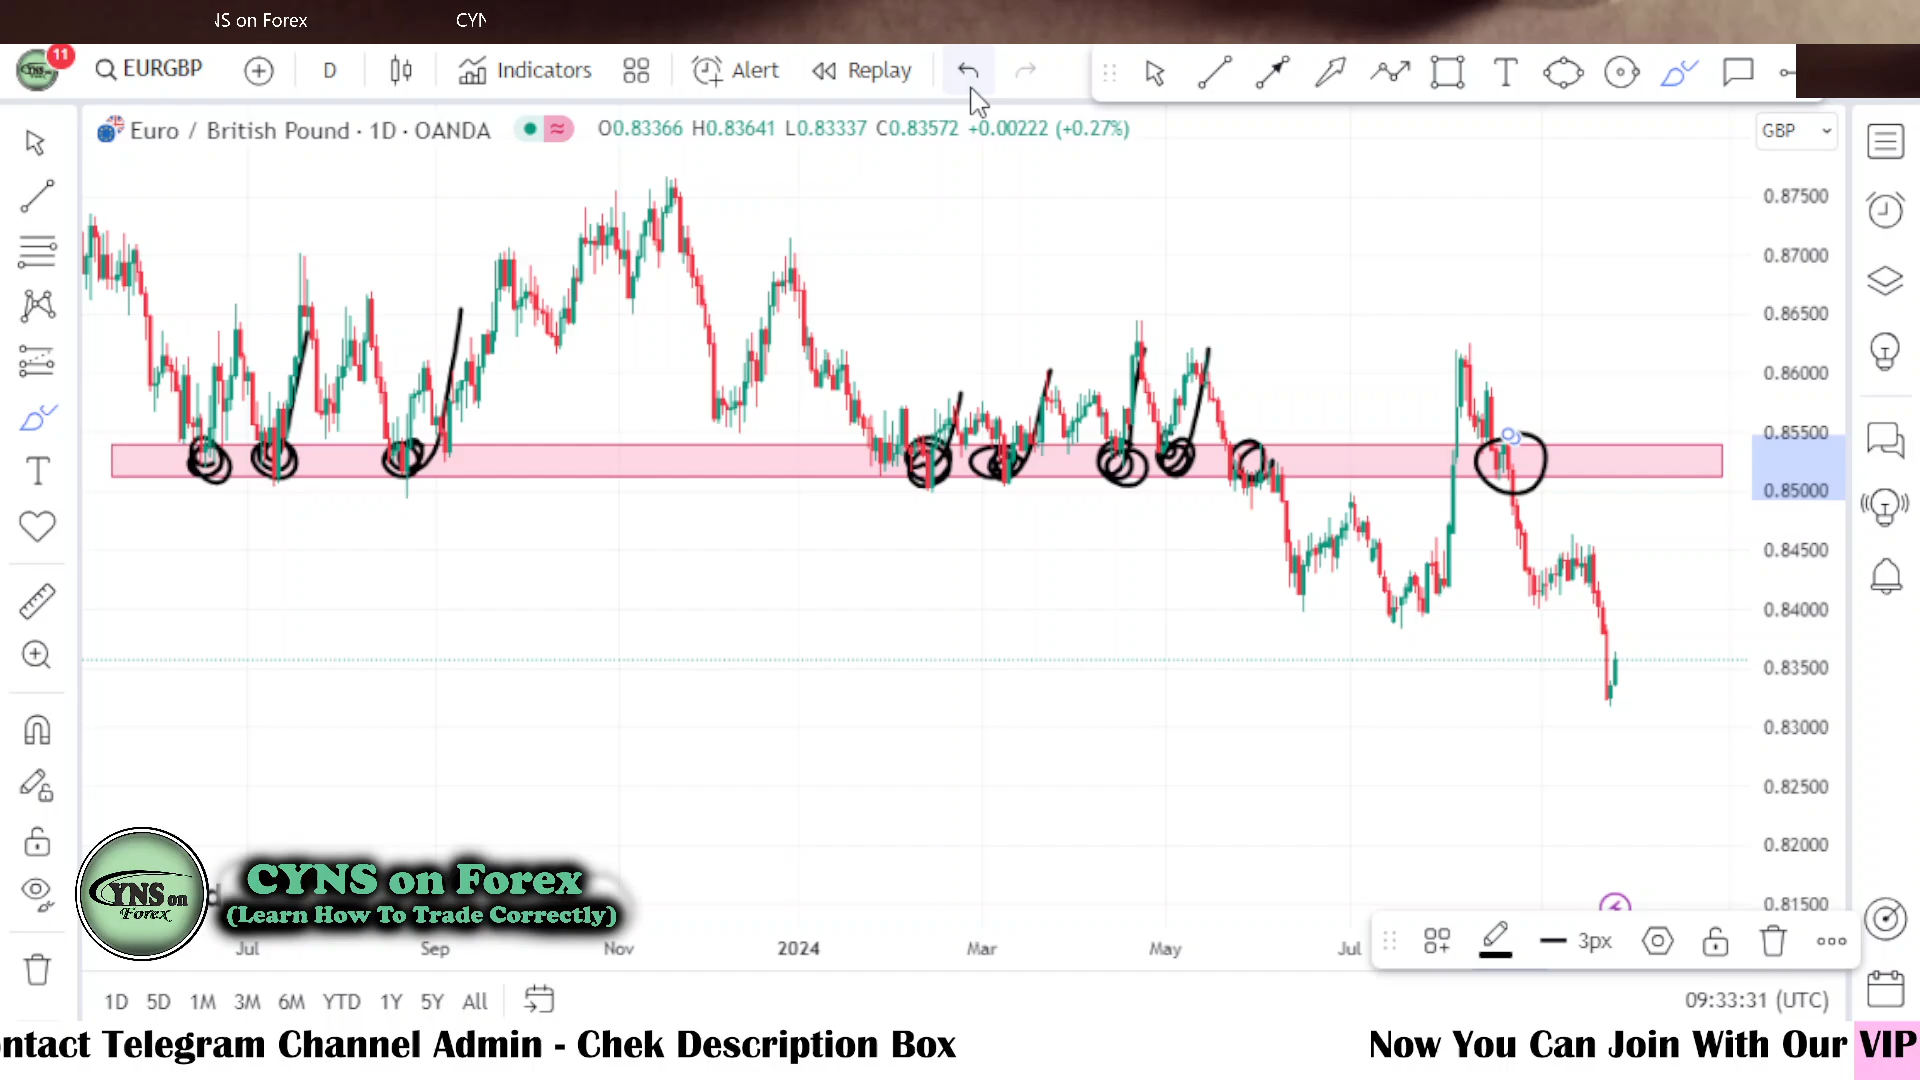 NS on Forex
CYN
11
EURGBP
D
Indicators
Alert
Replay
Euro / British Pound · 1D · OANDA
O0.83366 H0.83641 L0.83337 C0.83572 +0.00222 (+0.27%)
GBP
0.87500
0.87000
0.86500
0.86000
0.85500
0.85000
0.84500
0.84000
0.83500
0.83000
0.82500
0.82000
0.81500
CYNS on Forex
(Learn How To Trade Correctly)
YNS on
Forex
Jul
Sep
Nov
2024
Mar
May
Jul
3px
1D 5D 1M 3M 6M YTD 1Y 5Y All
09:33:31 (UTC)
ntact Telegram Channel Admin - Chek Description Box
Now You Can Join With Our VIP